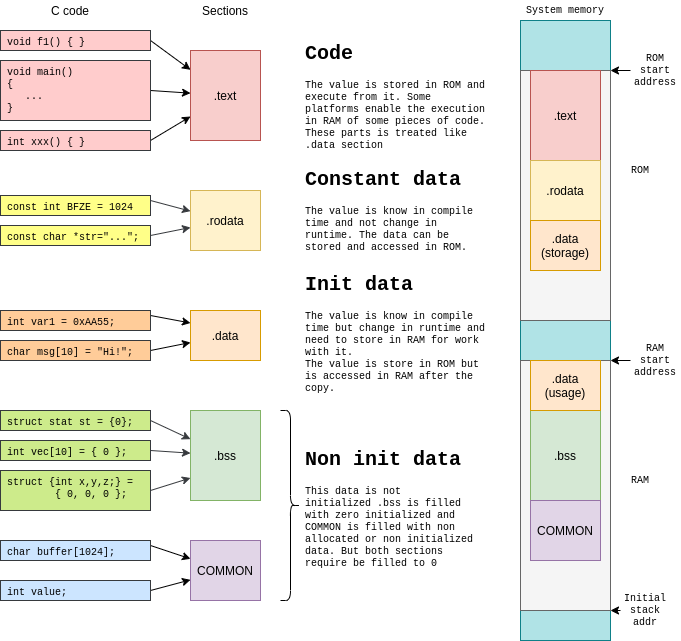 C code
Sections
System memory
void f1() { }
void main()
{
...
}
int xxx() { }
.text
Code
The value is stored in ROM and
execute from it. Some
platforms enable the execution
in RAM of some pieces of code.
These parts is treated like
.data section
const int BFZE = 1024
const char *str="...";
.rodata
Constant data
The value is know in compile
time and not change in
runtime. The data can be
stored and accessed in ROM.
int var1 = 0xAA55;
char msg[10] = "Hi!";
.data
Init data
The value is know in compile
time but change in runtime and
need to store in RAM for work
with it.
The value is store in ROM but
is accessed in RAM after the
copy.
struct stat st = {0};
int vec[10] = { 0 };
struct {int x,y,z;} =
{ 0, 0, 0 };
.bss
char buffer[1024];
int value;
COMMON
Non init data
This data is not
initialized .bss is filled
with zero initialized and
COMMON is filled with non
allocated or non initialized
data. But both sections
require be filled to 0
ROM
start
address
.text
ROM
.rodata
.data
(storage)
RAM
start
address
.data
(usage)
.bss
RAM
COMMON
Initial
stack
addr